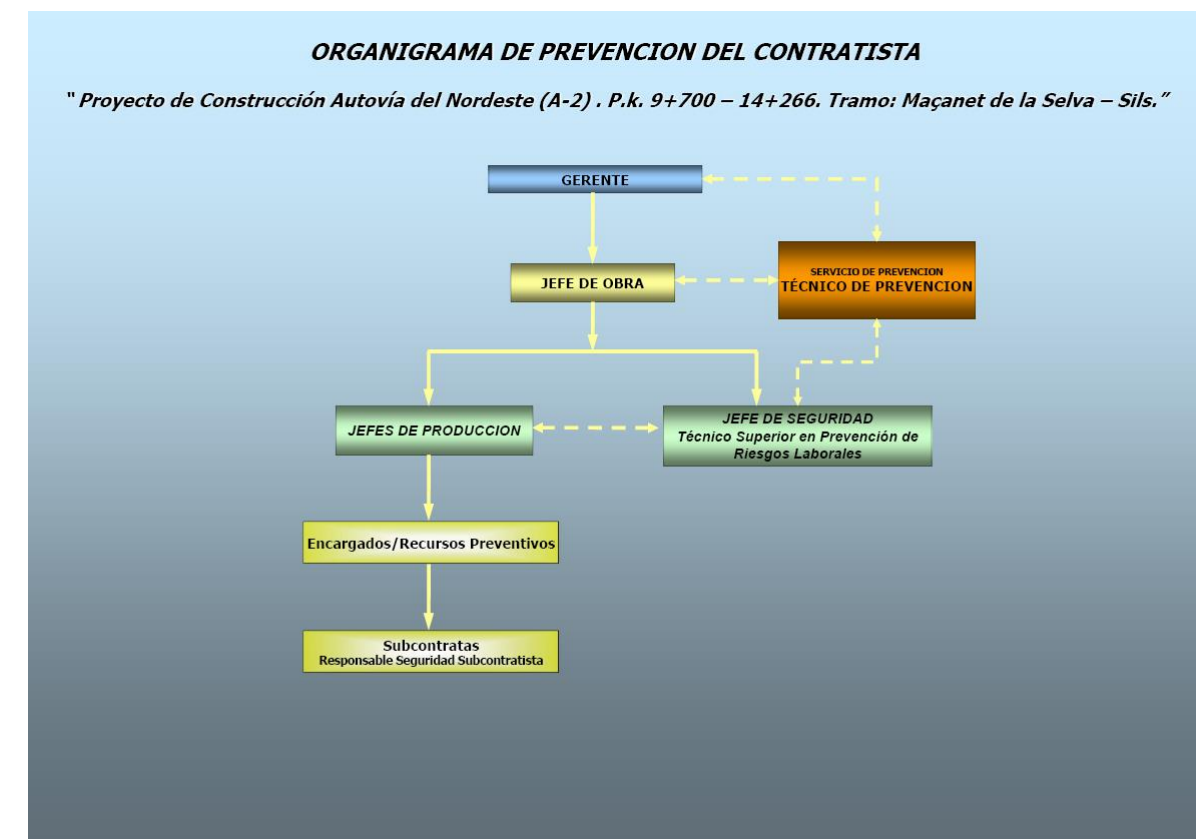 ORGANIGRAMA DE PREVENCION DEL CONTRATISTA
" Proyecto de Construcción Autovía del Nordeste (A-2) . P.k. 9+700 – 14+266. Tramo: Maçanet de la Selva – Sils."
GERENTE
SERVICIO DE PREVENCION
TÉCNICO DE PREVENCION
JEFE DE OBRA
JEFES DE PRODUCCION
JEFE DE SEGURIDAD
Técnico Superior en Prevención de
Riesgos Laborales
Encargados/Recursos Preventivos
Subcontratas
Responsable Seguridad Subcontratista